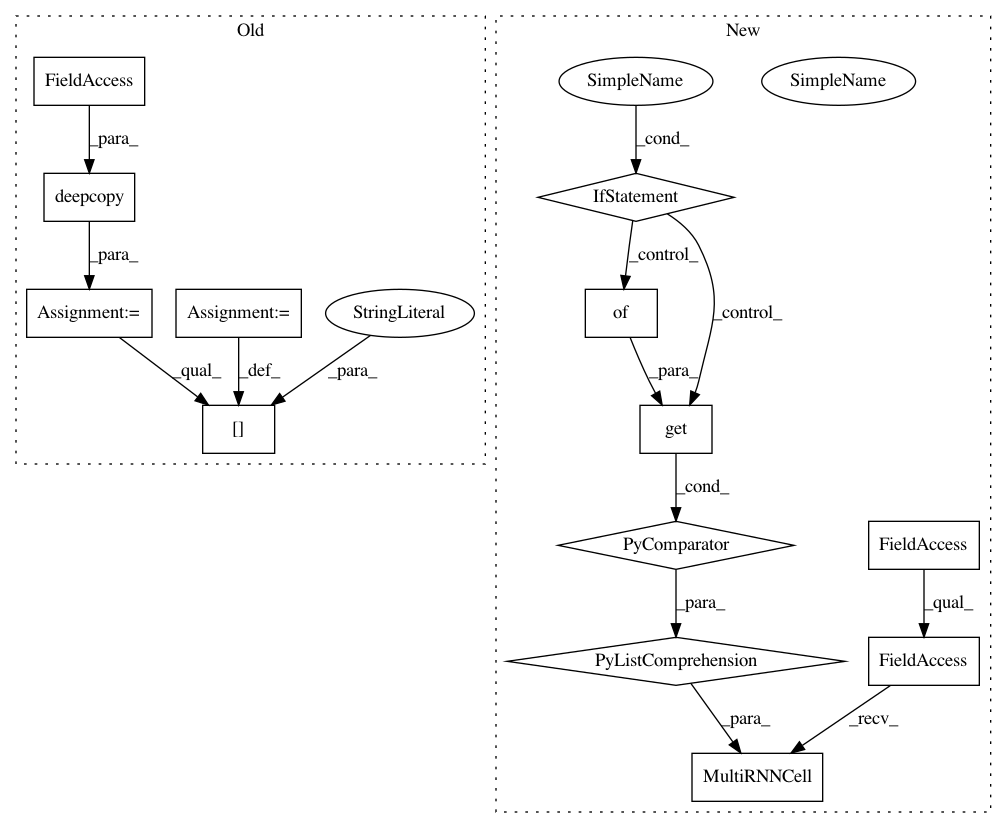 Old
New
FieldAccess
SimpleName
SimpleName
_para_
_cond_
deepcopy
IfStatement
_para_
_control_
_control_
Assignment:=
Assignment:=
StringLiteral
of
_qual_
_def_
_para_
_para_
[]
get
_cond_
PyComparator
FieldAccess
_para_
_qual_
PyListComprehension
FieldAccess
_para_
_recv_
MultiRNNCell